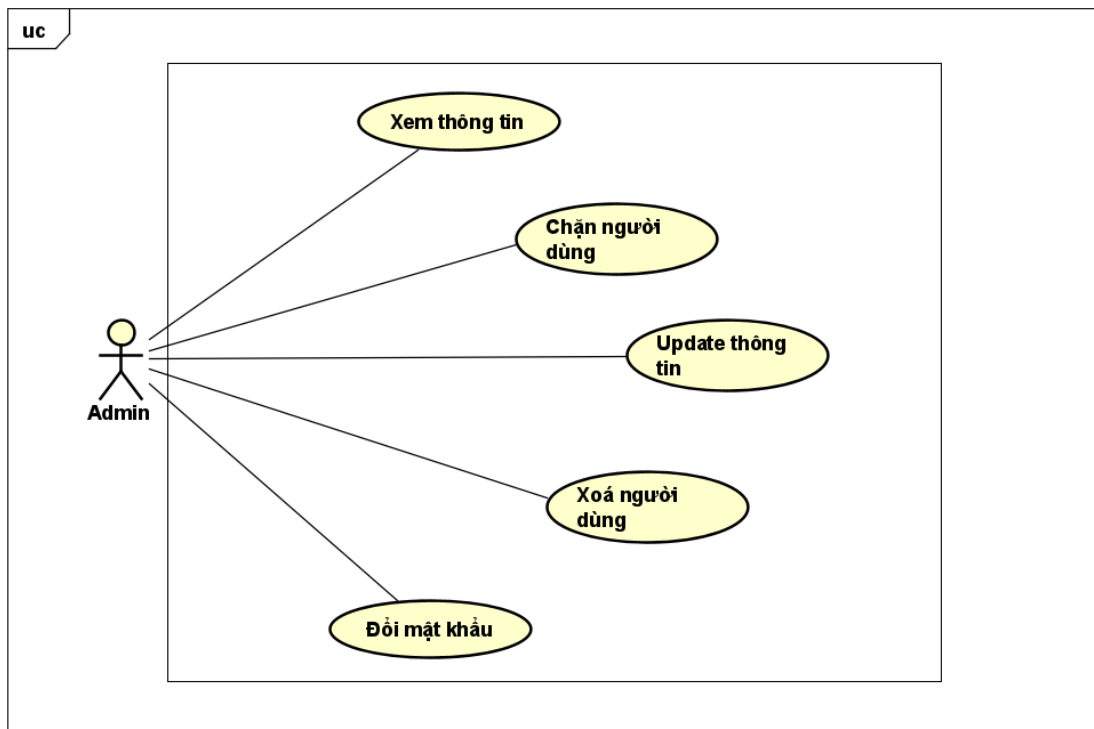 uc
Xem thông tin
Chặn người
dùng
Update thông
tin
Admin
Xoá người
dùng
Đổi mật khẩu